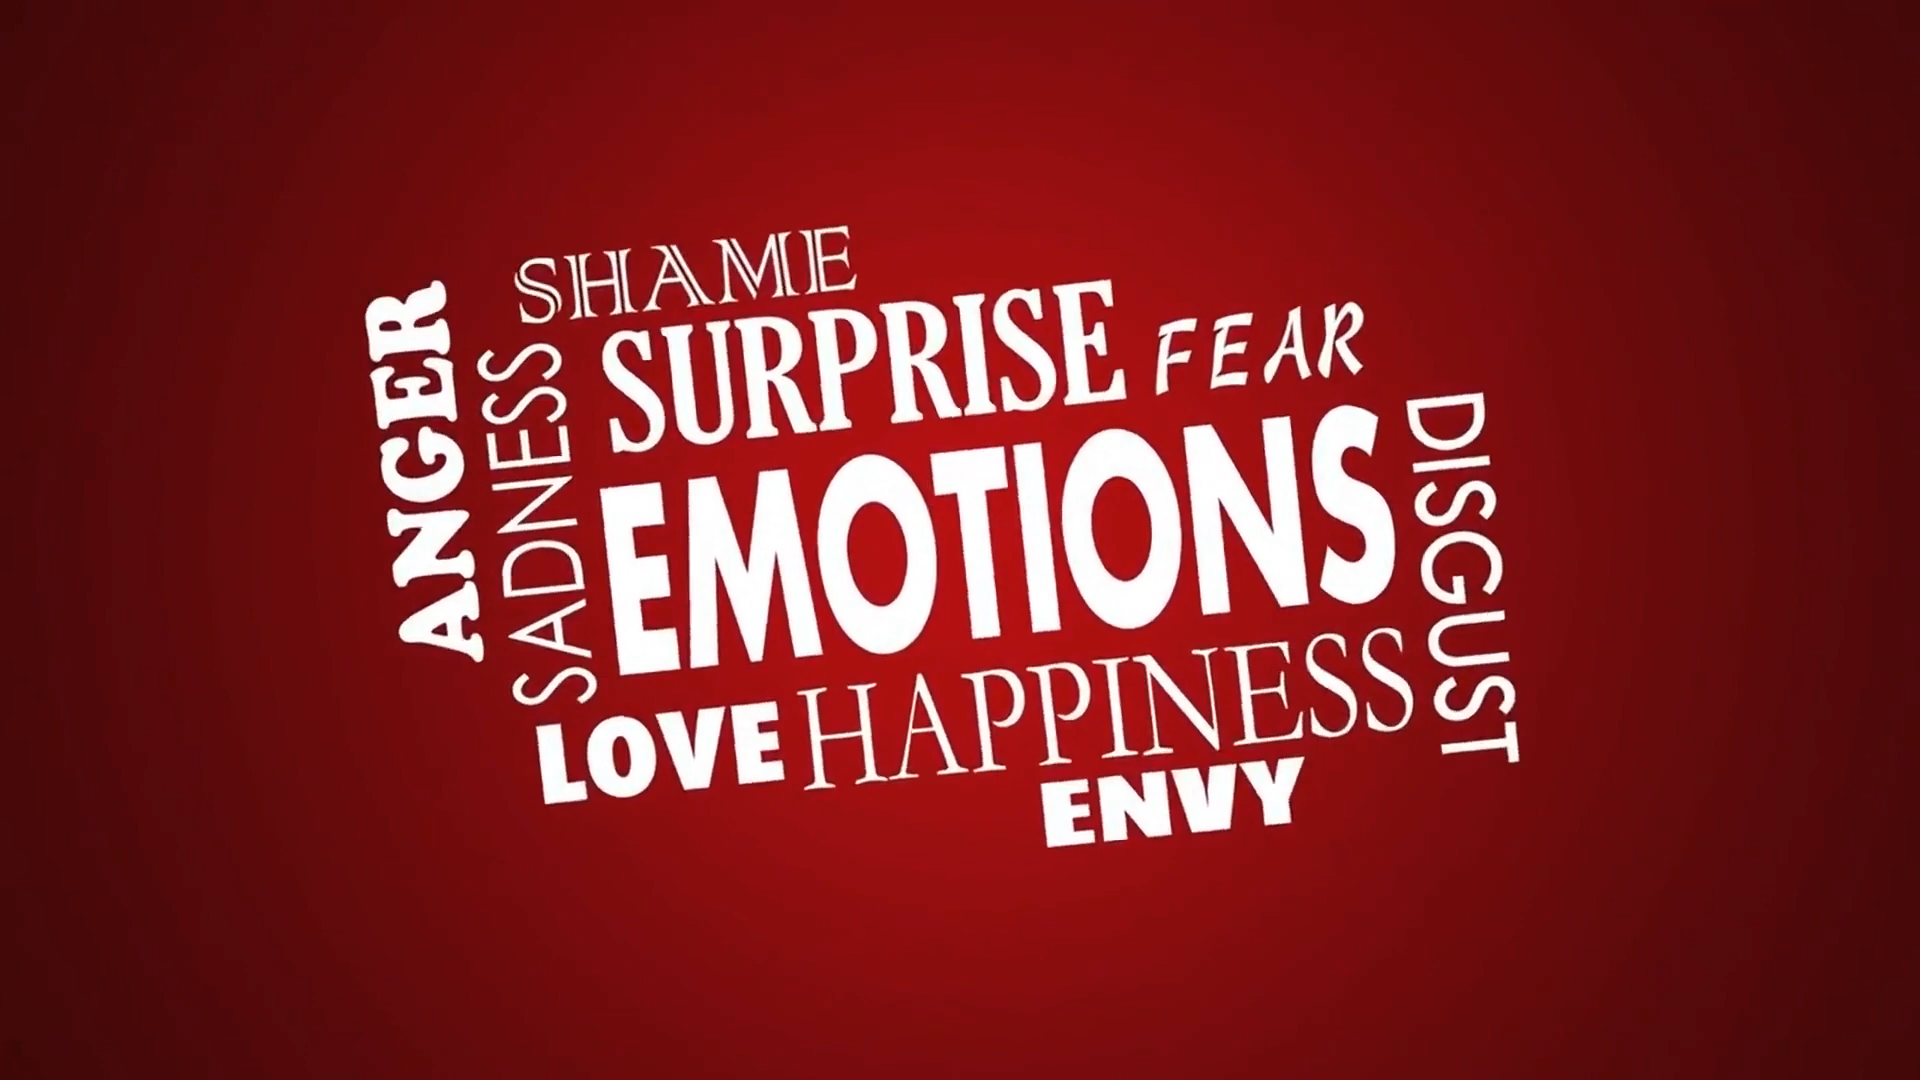 SHAME
ANGER
SADNESS
SURPRISE
FEAR
EMOTIONS
DISGUST
LOVE
HAPPINESS
ENVY